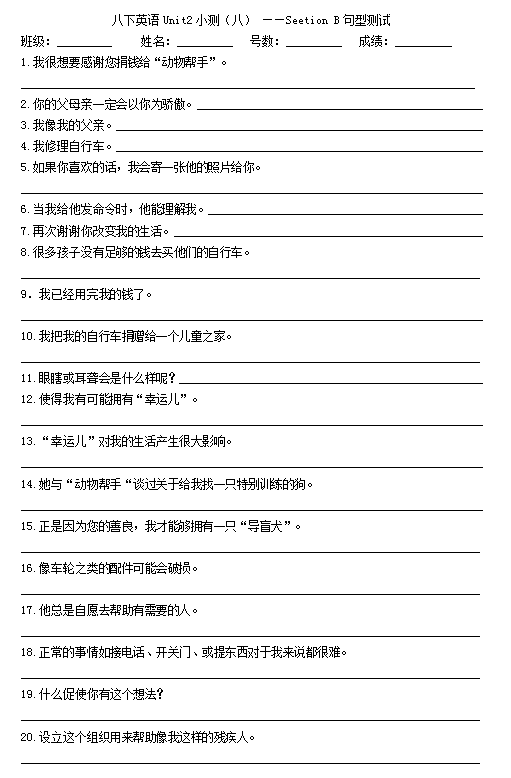 八下英语 Unit2 小测（八） ——Seetion B 句型测试
班级：________ 姓名：________ 号数：________ 成绩：________
1.我很想要感谢您捐钱给“动物帮手”。
2.你的父母亲一定会以你为骄傲。
3.我像我的父亲。
4.我修理自行车。
5.如果你喜欢的话，我会寄一张他的照片给你。
6.当我给他发命令时，他能理解我。
7.再次谢谢你改变我的生活。
8.很多孩子没有足够的钱去买他们的自行车。
9．我已经用完我的钱了。
10.我把我的自行车捐赠给一个儿童之家。
11.眼瞎或耳聋会是什么样呢？
12.使得我有可能拥有“幸运儿”。
13.“幸运儿”对我的生活产生很大影响。
14.她与“动物帮手“谈过关于给我找一只特别训练的狗。
15.正是因为您的善良，我才能够拥有一只“导盲犬”。
16.像车轮之类的配件可能会破损。
17.他总是自愿去帮助有需要的人。
18.正常的事情如接电话、开关门、或提东西对于我来说都很难。
19.什么促使你有这个想法？
20.设立这个组织用来帮助像我这样的残疾人。